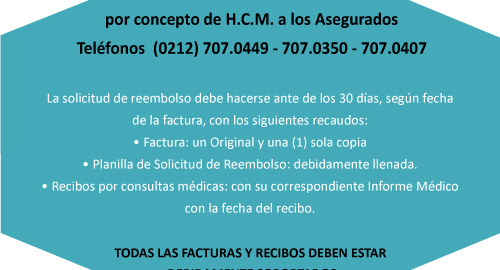 por concepto de H.C.M. a los Asegurados
Teléfonos (0212) 707.0449 - 707.0350 - 707.0407
La solicitud de reembolso debe hacerse ante de los 30 días, según fecha
de la factura, con los siguientes recaudos:
• Factura: un Original y una (1) sola copia
• Planilla de Solicitud de Reembolso: debidamente llenada.
• Recibos por consultas médicas: con su correspondiente Informe Médico
con la fecha del recibo.
TODAS LAS FACTURAS Y RECIBOS DEBEN ESTAR